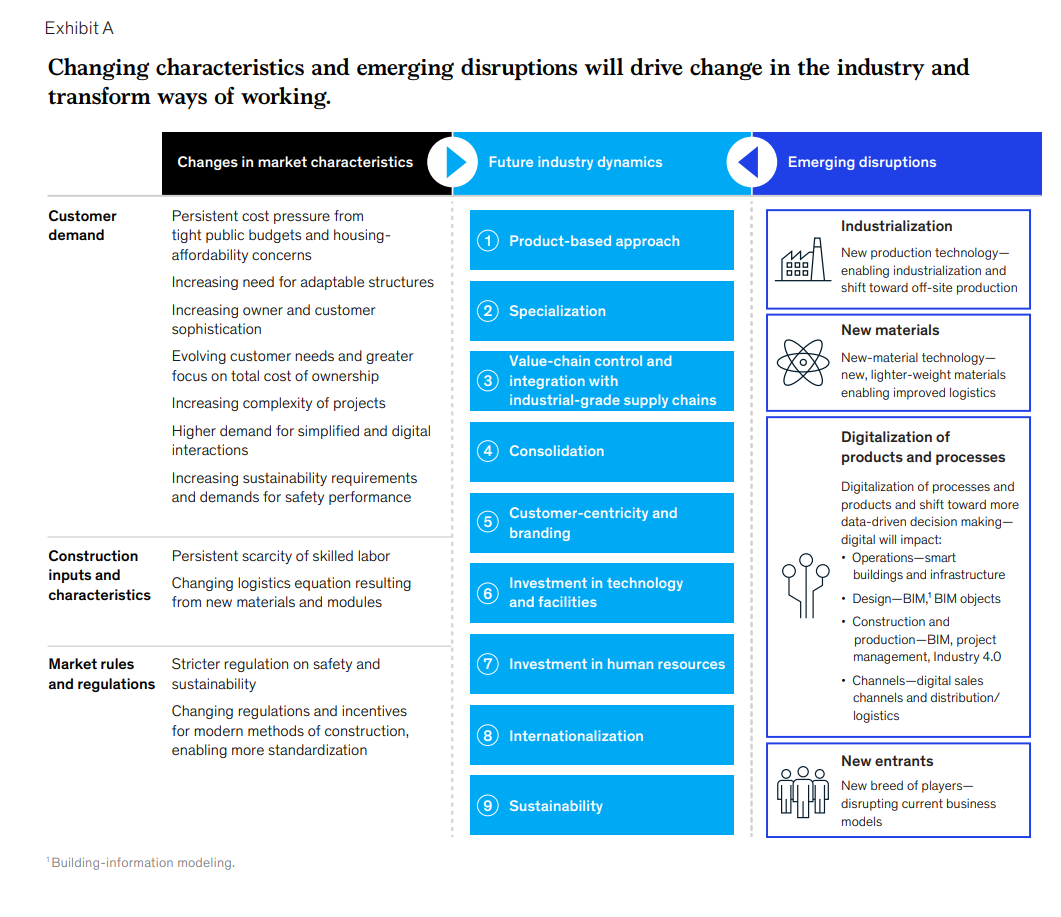 Exhibit A
Changing characteristics and emerging disruptions will drive change in the industry and
transform ways of working.
Changes in market characteristics
Future industry dynamics
Emerging disruptions
Customer
demand
Persistent cost pressure from
tight public budgets and housing-
affordability concerns
Increasing need for adaptable structures
Increasing owner and customer
sophistication
Evolving customer needs and greater
focus on total cost of ownership
Increasing complexity of projects
Higher demand for simplified and digital
interactions
Increasing sustainability requirements
and demands for safety performance
Construction
inputs and
characteristics
Persistent scarcity of skilled labor
Changing logistics equation resulting
from new materials and modules
Market rules
and regulations
Stricter regulation on safety and
sustainability
Changing regulations and incentives
for modern methods of construction,
enabling more standardization
1 Product-based approach
2 Specialization
3 Value-chain control and
integration with
industrial-grade supply chains
4 Consolidation
5 Customer-centricity and
branding
6 Investment in technology
and facilities
7 Investment in human resources
8 Internationalization
9 Sustainability
Industrialization
New production technology—
enabling industrialization and
shift toward off-site production
New materials
New-material technology—
new, lighter-weight materials
enabling improved logistics
Digitalization of
products and processes
Digitalization of processes and
products and shift toward more
data-driven decision making—
digital will impact:
• Operations—smart
buildings and infrastructure
• Design—BIM,¹ BIM objects
• Construction and
production—BIM, project
management, Industry 4.0
• Channels—digital sales
channels and distribution/
logistics
New entrants
New breed of players—
disrupting current business
models
¹ Building-information modeling.